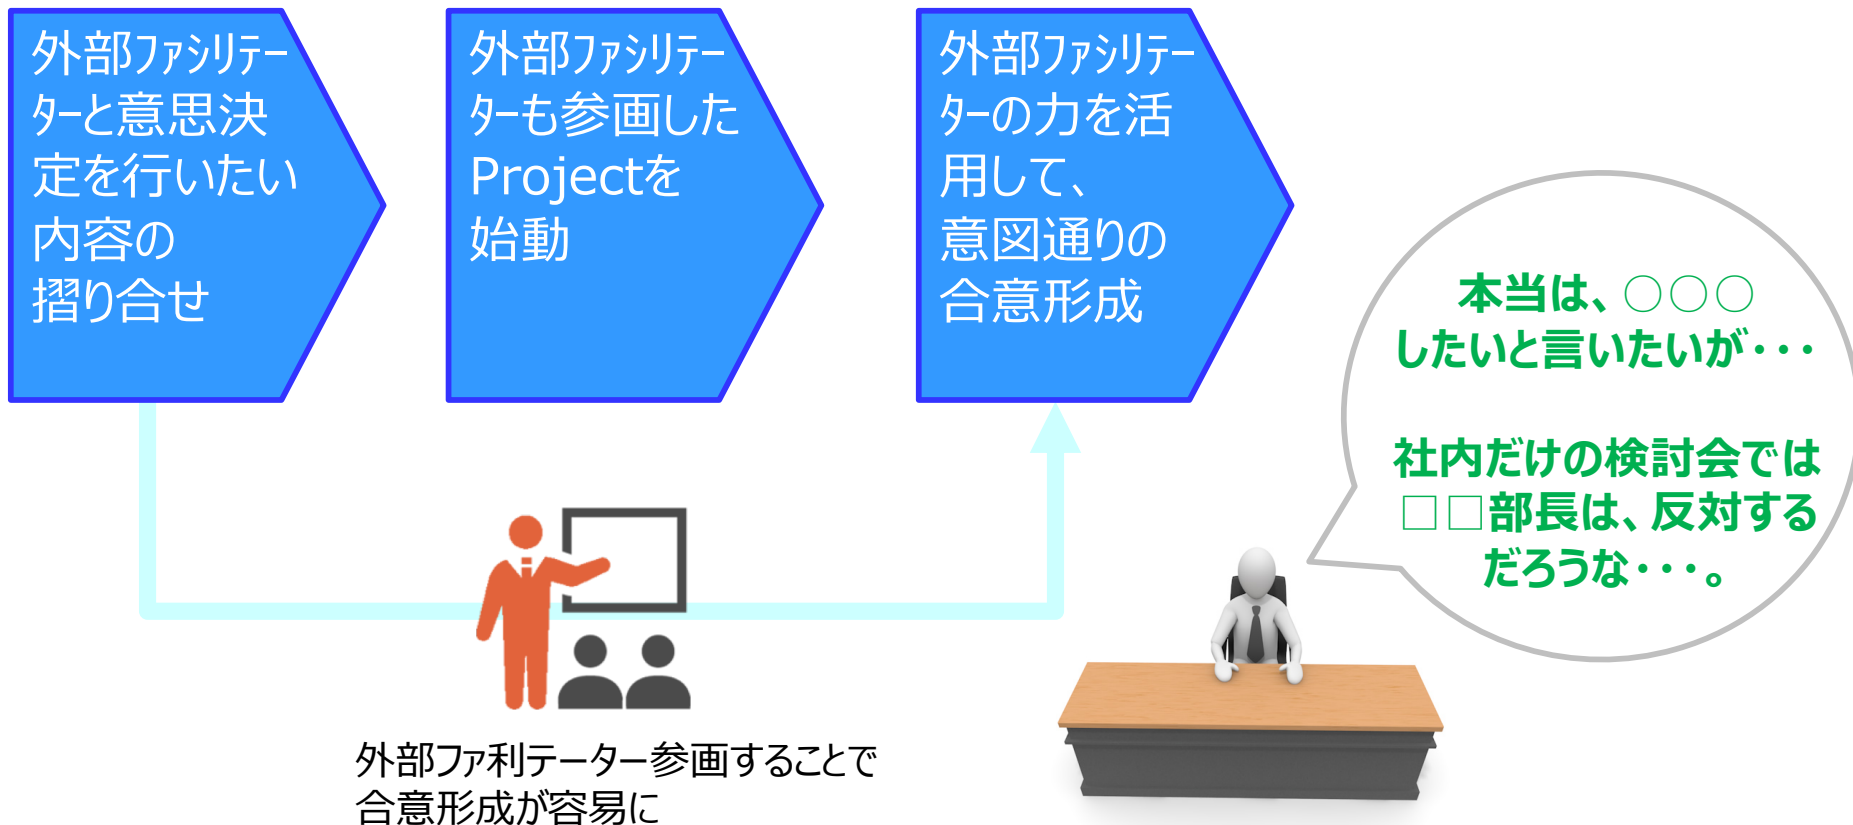 外部ファシリテー
ターと意思決
定を行いたい
内容の
摺り合せ
外部ファシリテー
ターも参画した
Projectを
始動
外部ファシリテー
ターの力を活
用して、
意図通りの
合意形成
本当は、○○○
したいと言いたいが・・・
社内だけの検討会では
□□部長は、反対する
だろうな・・・。
外部ファ利テーター参画することで
合意形成が容易に